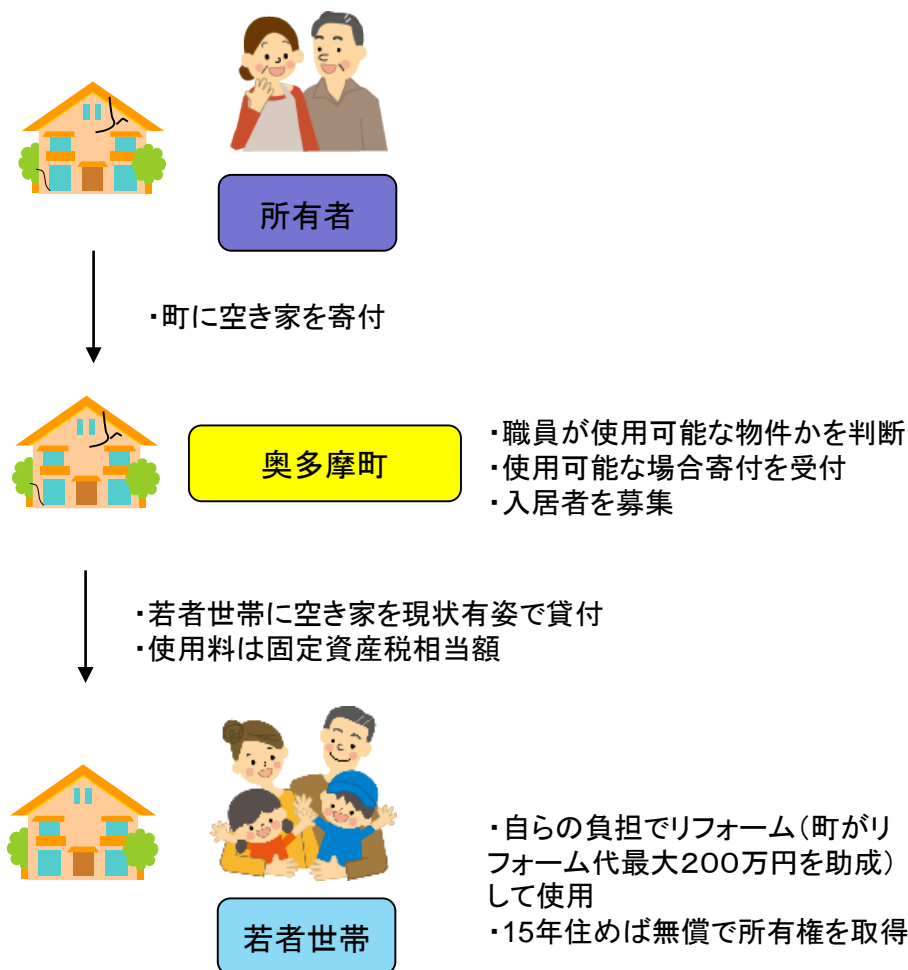 所有者
・町に空き家を寄付
奥多摩町
・職員が使用可能な物件かを判断
・使用可能な場合寄付を受付
・入居者を募集
・若者世帯に空き家を現状有姿で貸付
・使用料は固定資産税相当額
若者世帯
・自らの負担でリフォーム（町がリ
フォーム代最大２００万円を助成）
して使用
・15年住めば無償で所有権を取得